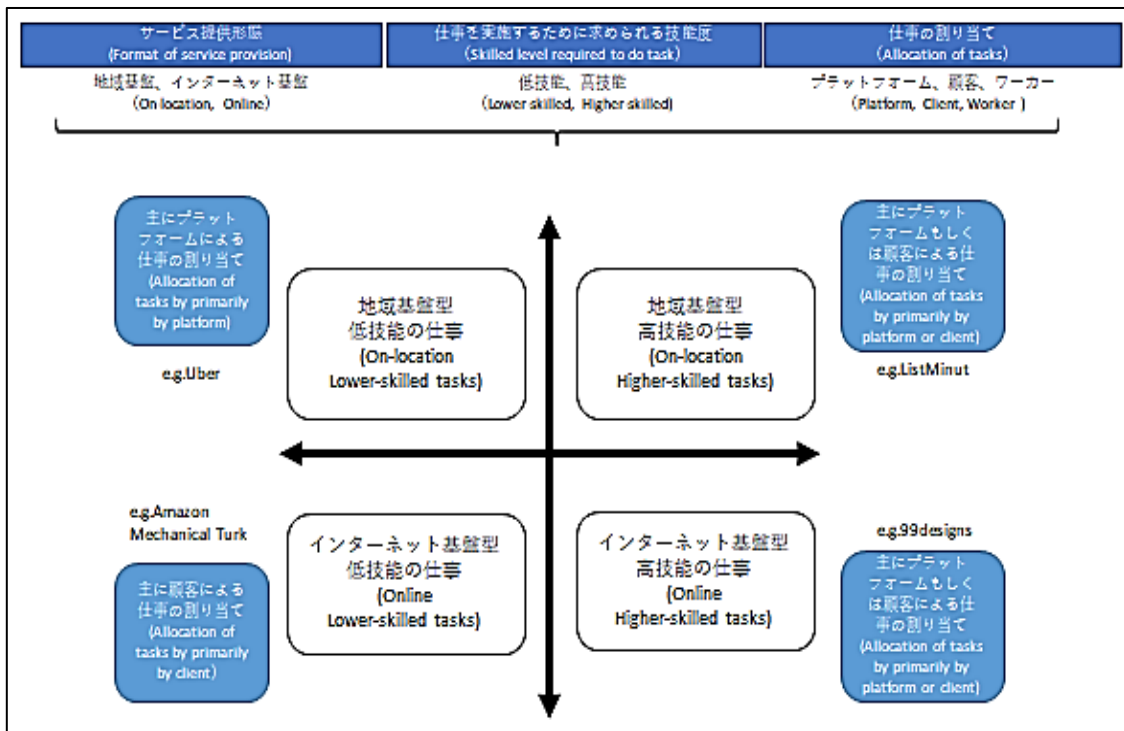 サービス提供形態
(Format of service provision)
仕事を実施するために求められる技能度
(Skilled level required to do task)
仕事の割り当て
(Allocation of tasks)
地域基盤、インターネット基盤
(On location, Online)
低技能、高技能
(Lower skilled, Higher skilled)
プラットフォーム、顧客、ワーカー
(Platform, Client, Worker )
主にプラット
フォームによる
仕事の割り当て
(Allocation of
tasks by primarily
by platform)
e.g.Uber
地域基盤型
低技能の仕事
(On-location
Lower-skilled tasks)
地域基盤型
高技能の仕事
(On-location
Higher-skilled tasks)
主にプラット
フォームもしく
は顧客による仕
事の割り当て
(Allocation of tasks
by primarily by
platform or client)
e.g.ListMinut
e.g.Amazon
Mechanical Turk
主に顧客による
仕事の割り当て
(Allocation of
tasks by primarily
by client)
インターネット基盤型
低技能の仕事
(Online
Lower-skilled tasks)
インターネット基盤型
高技能の仕事
(Online
Higher-skilled tasks)
e.g.99designs
主にプラット
フォームもしく
は顧客による仕
事の割り当て
(Allocation of tasks
by primarily by
platform or client)